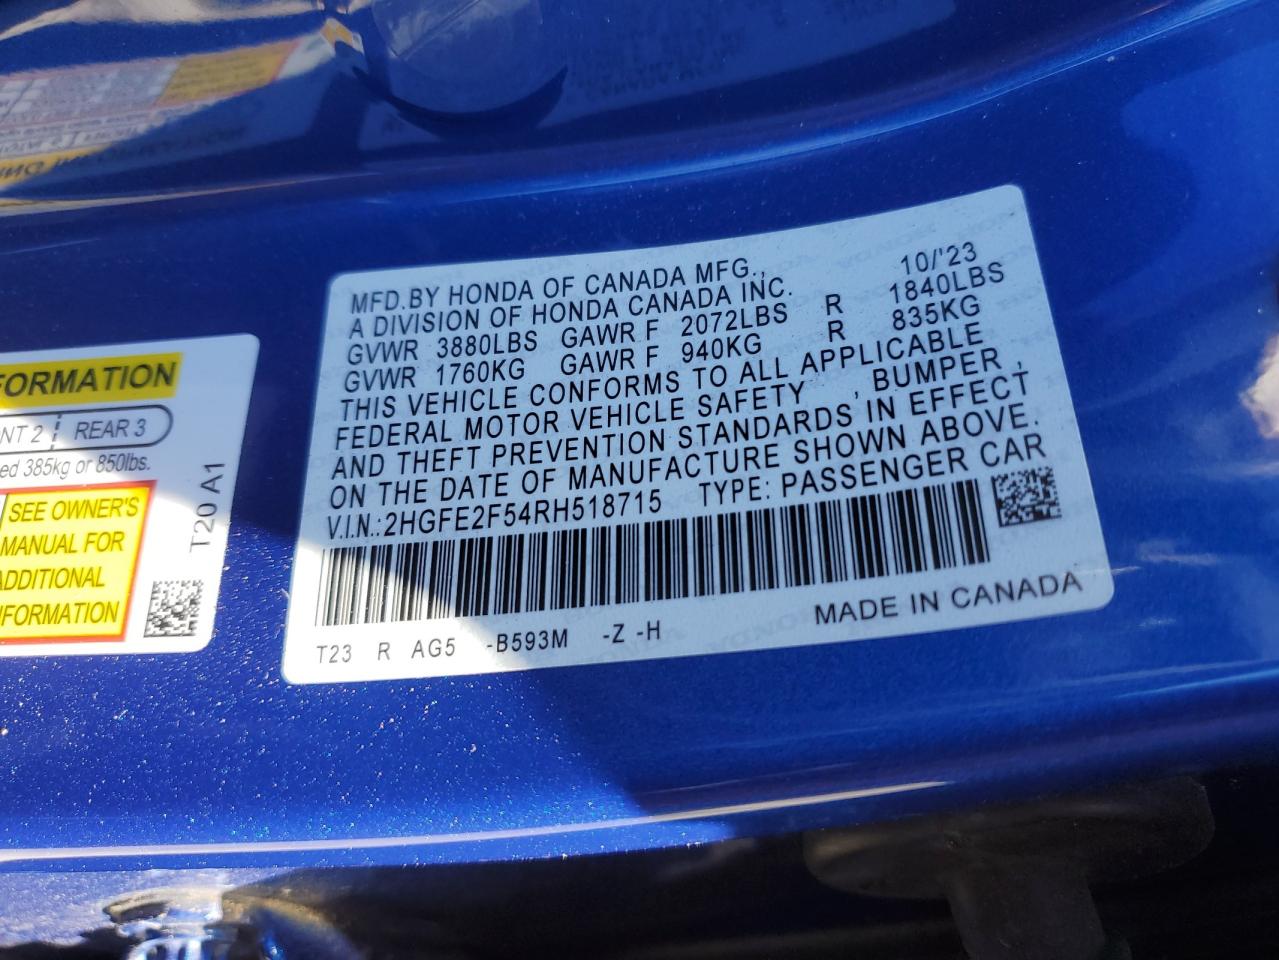 FORMATION
NT 2 REAR 3
ed 385kg or 850lbs.
SEE OWNER'S
MANUAL FOR
ADDITIONAL
NFORMATION
T20 A1
MFD.BY HONDA OF CANADA MFG., 10/'23
A DIVISION OF HONDA CANADA INC.
GVWR 3880LBS GAWR F 2072LBS R 1840LBS
GVWR 1760KG GAWR F 940KG R 835KG
THIS VEHICLE CONFORMS TO ALL APPLICABLE
FEDERAL MOTOR VEHICLE SAFETY , BUMPER ,
AND THEFT PREVENTION STANDARDS IN EFFECT
ON THE DATE OF MANUFACTURE SHOWN ABOVE.
V.I.N.:2HGFE2F54RH518715 TYPE: PASSENGER CAR
T23 R AG5 -B593M -Z -H MADE IN CANADA